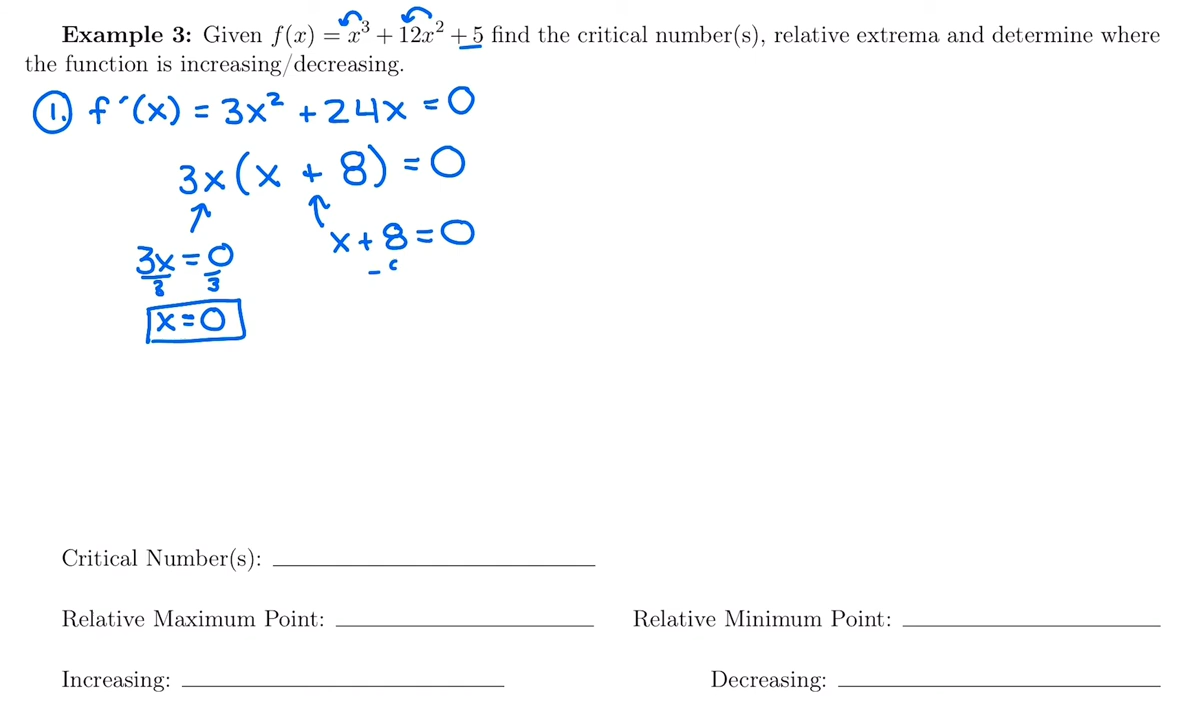 Example 3: Given f(x) = x³ + 12x² + 5 find the critical number(s), relative extrema and determine where
the function is increasing/decreasing.
1. f´(x) = 3x² + 24x = 0
3x(x + 8) = 0
x + 8 = 0
3x = 0
-
3 3
x = 0
Critical Number(s):
Relative Maximum Point: Relative Minimum Point:
Increasing: Decreasing: